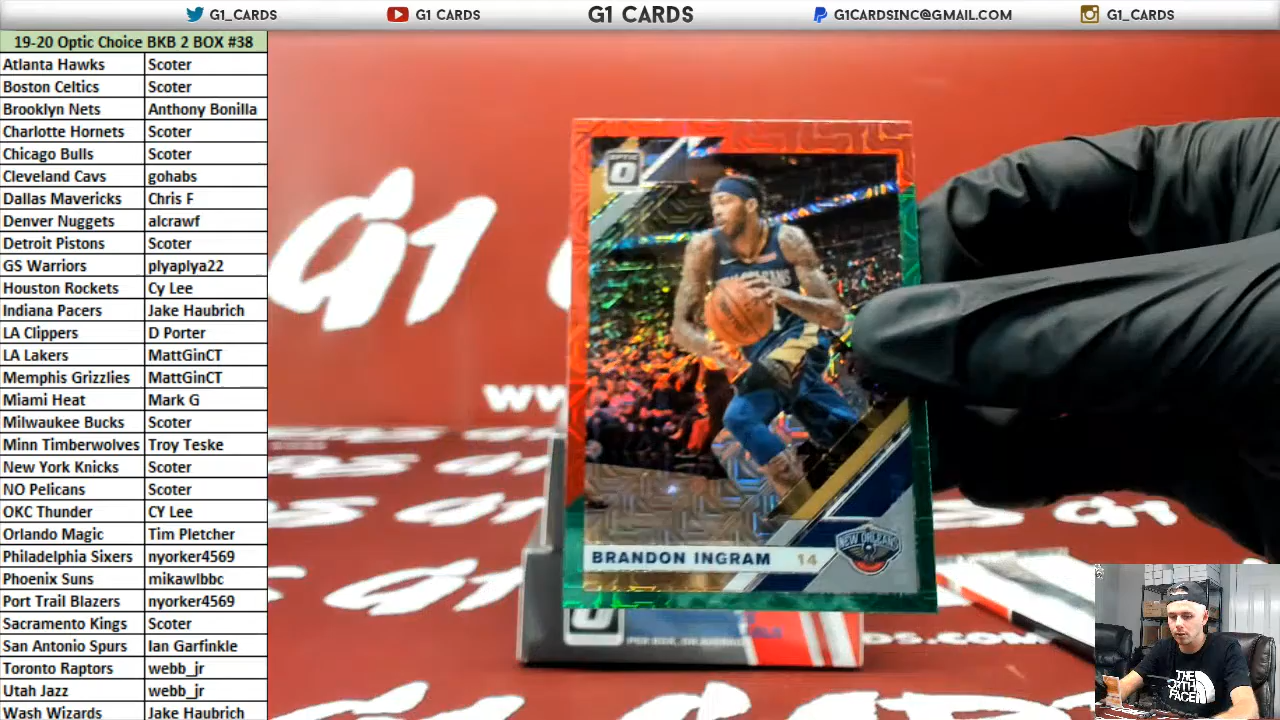 G1_CARDS
G1 CARDS
G1 CARDS
G1CARDSINC@GMAIL.COM
G1_CARDS
19-20 Optic Choice BKB 2 BOX #38
Atlanta Hawks Scoter
Boston Celtics Scoter
Brooklyn Nets Anthony Bonilla
Charlotte Hornets Scoter
Chicago Bulls Scoter
Cleveland Cavs gohabs
Dallas Mavericks Chris F
Denver Nuggets alcrawf
Detroit Pistons Scoter
GS Warriors plyaplya22
Houston Rockets Cy Lee
Indiana Pacers Jake Haubrich
LA Clippers D Porter
LA Lakers MattGinCT
Memphis Grizzlies MattGinCT
Miami Heat Mark G
Milwaukee Bucks Scoter
Minn Timberwolves Troy Teske
New York Knicks Scoter
NO Pelicans Scoter
OKC Thunder CY Lee
Orlando Magic Tim Pletcher
Philadelphia Sixers nyorker4569
Phoenix Suns mikawlbbc
Port Trail Blazers nyorker4569
Sacramento Kings Scoter
San Antonio Spurs Ian Garfinkle
Toronto Raptors webb_jr
Utah Jazz webb_jr
Wash Wizards Jake Haubrich
G1
OPTIC
BRANDON INGRAM 14
NEW ORLEANS
THE
NORTH
FACE